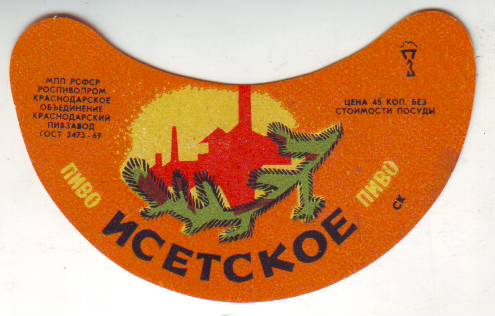 МПП РСФСР
РОСПИВОПРОМ
КРАСНОДАРСКОЕ
ОБЪЕДИНЕНИЕ
КРАСНОДАРСКИЙ
ПИВЗАВОД
ГОСТ 3473-69
ЦЕНА 45 КОП. БЕЗ
СТОИМОСТИ ПОСУДЫ
ПИВО
ИСЕТСКОЕ
ПИВО
СК